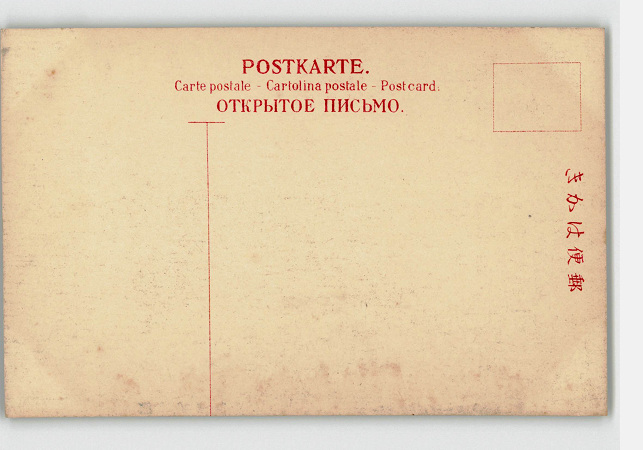 POSTKARTE.
Carte postale - Cartolina postale - Postcard.
ОТКРЫТОЕ ПИСЬМО.
きかは便郵